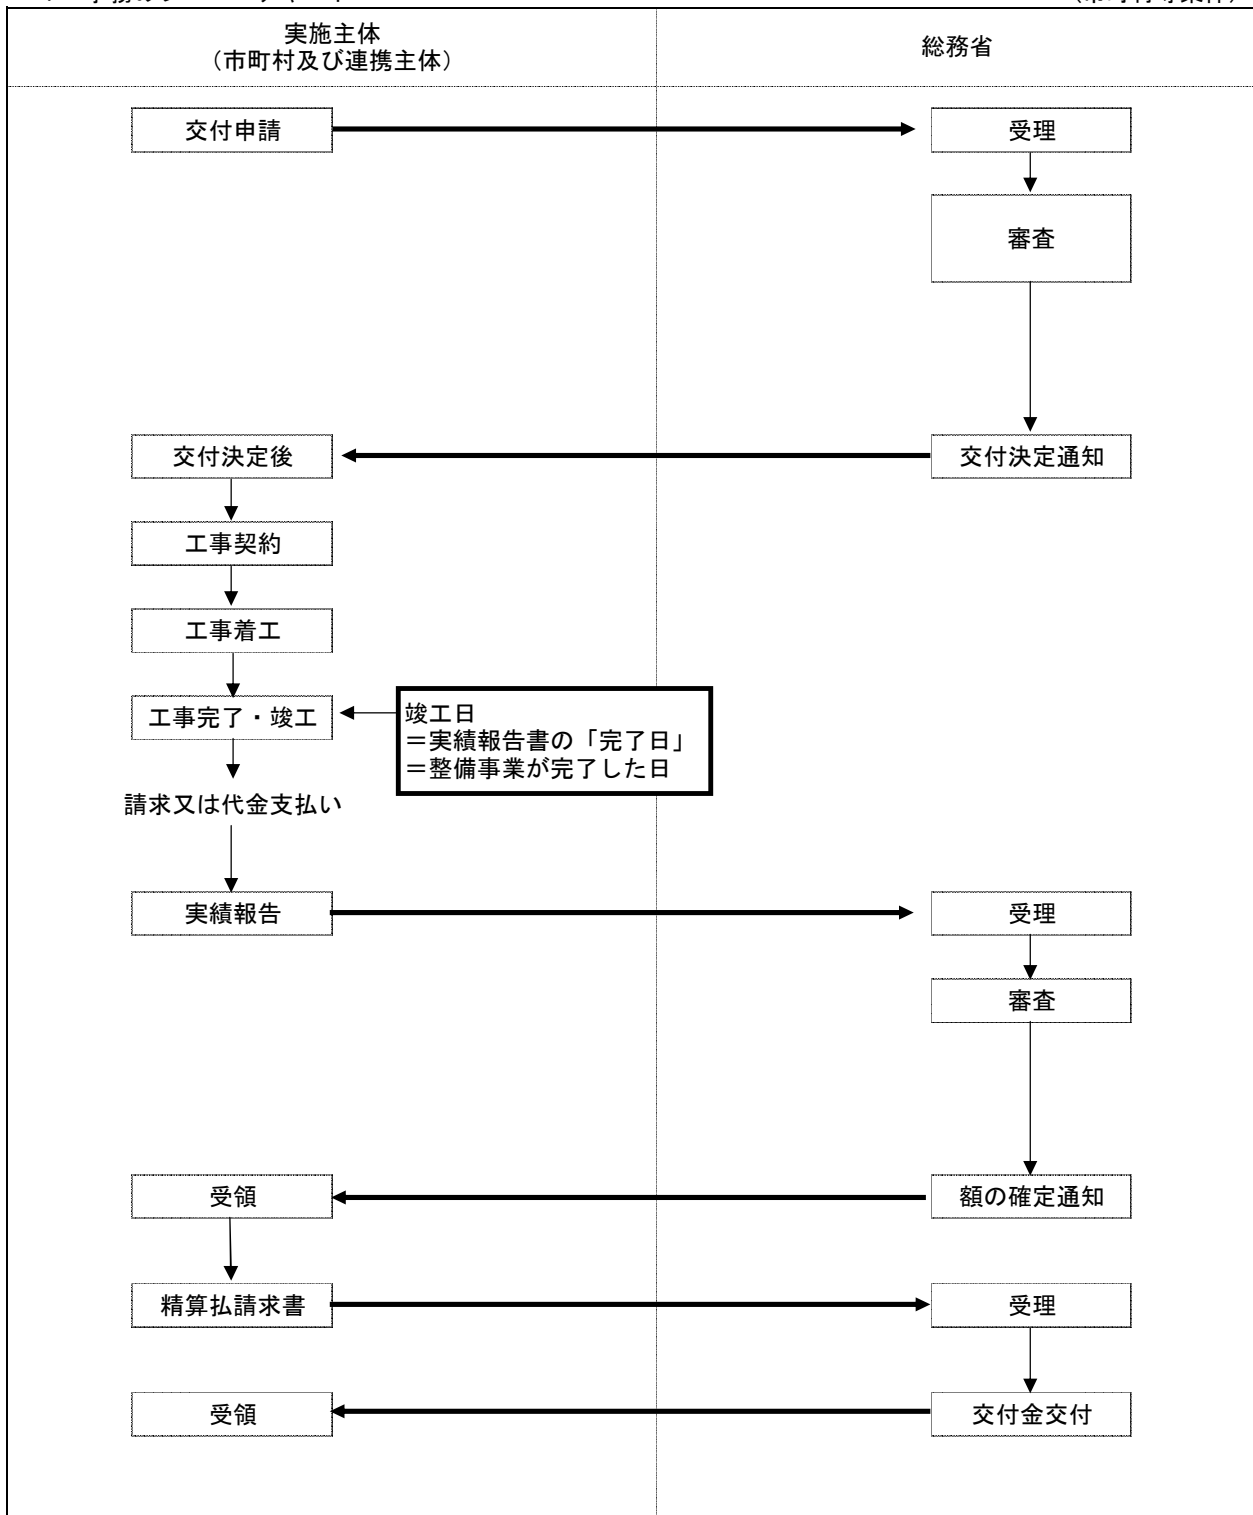 実施主体
（市町村及び連携主体）
総務省
交付申請
受理
審査
交付決定後
交付決定通知
工事契約
工事着工
工事完了・竣工
竣工日
＝実績報告書の「完了日」
＝整備事業が完了した日
請求又は代金支払い
実績報告
受理
審査
受領
額の確定通知
精算払請求書
受理
受領
交付金交付